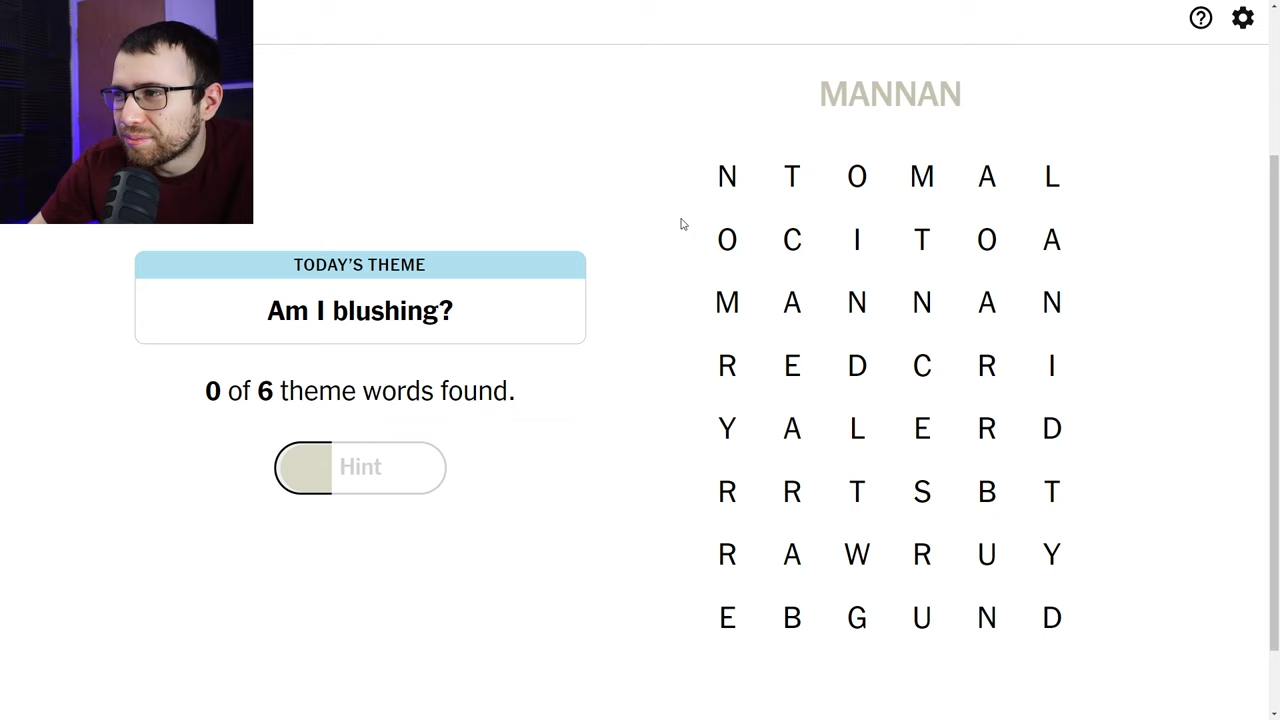 MANNAN
N T O M A L
O C I T O A
TODAY'S THEME
Am I blushing?
M A N N A N
R E D C R I
0 of 6 theme words found.
Y A L E R D
Hint
R R T S B T
R A W R U Y
E B G U N D